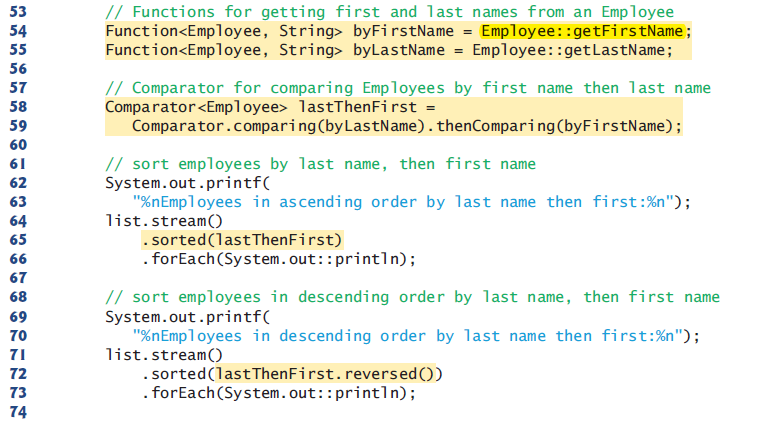 53 // Functions for getting first and last names from an Employee
54 Function<Employee, String> byFirstName = Employee::getFirstName;
55 Function<Employee, String> byLastName = Employee::getLastName;
56
57 // Comparator for comparing Employees by first name then last name
58 Comparator<Employee> lastThenFirst =
59 Comparator.comparing(byLastName).thenComparing(byFirstName);
60
61 // sort employees by last name, then first name
62 System.out.printf(
63 "%nEmployees in ascending order by last name then first:%n");
64 list.stream()
65 .sorted(lastThenFirst)
66 .forEach(System.out::println);
67
68 // sort employees in descending order by last name, then first name
69 System.out.printf(
70 "%nEmployees in descending order by last name then first:%n");
71 list.stream()
72 .sorted(lastThenFirst.reversed())
73 .forEach(System.out::println);
74